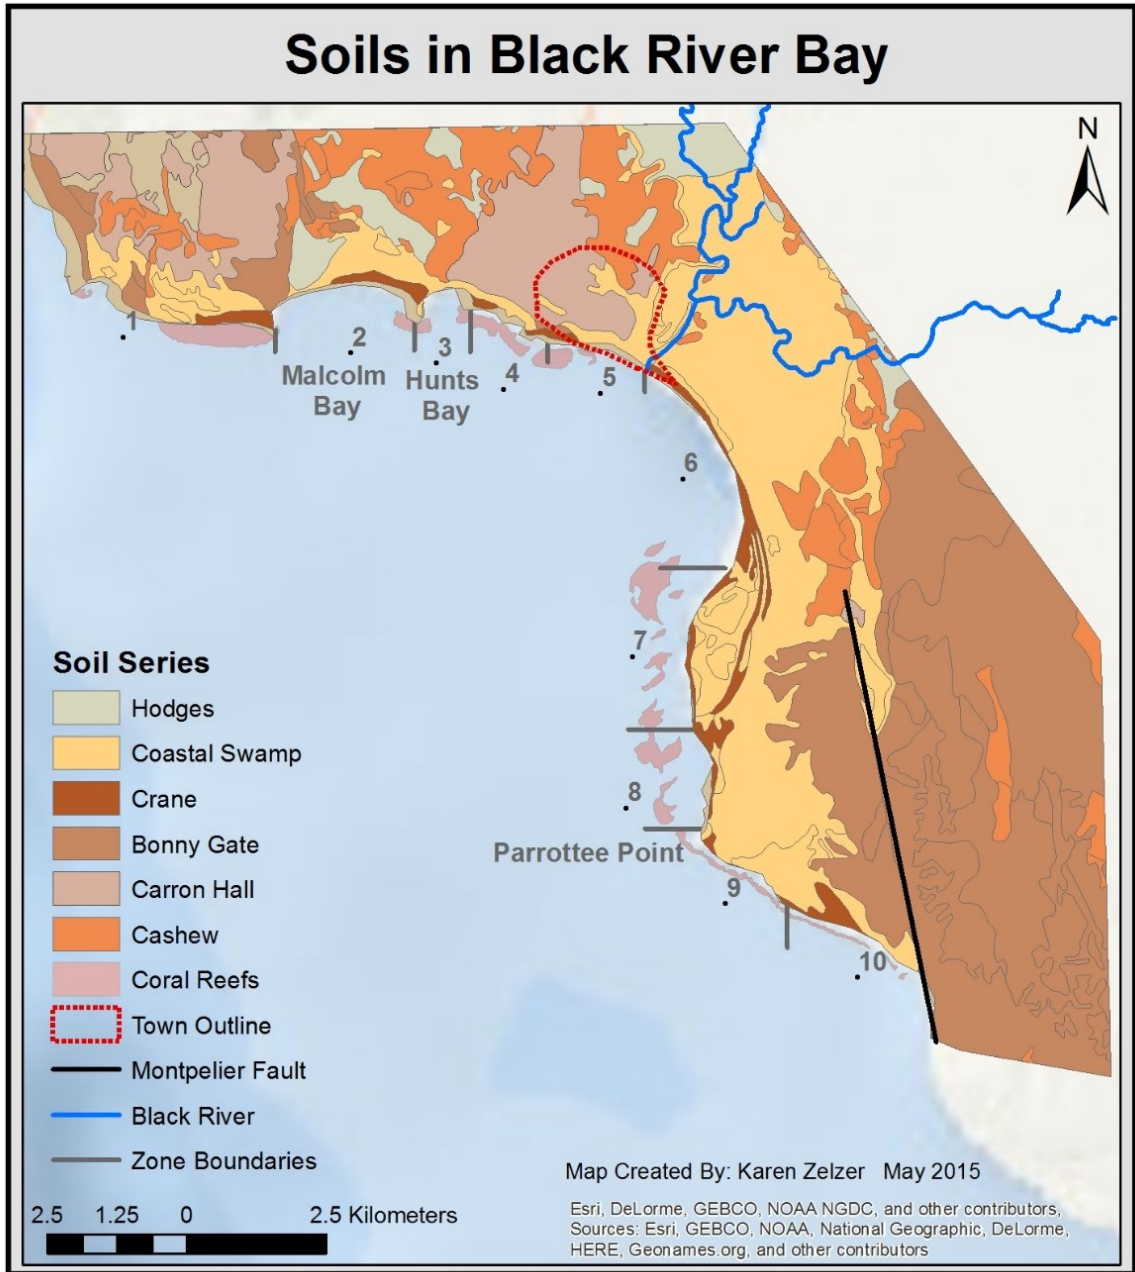 Soils in Black River Bay
N
1
2
3
4
5
Malcolm
Bay
Hunts
Bay
6
7
8
Parrottee Point
9
10
Soil Series
Hodges
Coastal Swamp
Crane
Bonny Gate
Carron Hall
Cashew
Coral Reefs
Town Outline
Montpelier Fault
Black River
Zone Boundaries
2.5 1.25 0 2.5 Kilometers
Map Created By: Karen Zelzer May 2015
Esri, DeLorme, GEBCO, NOAA NGDC, and other contributors,
Sources: Esri, GEBCO, NOAA, National Geographic, DeLorme,
HERE, Geonames.org, and other contributors